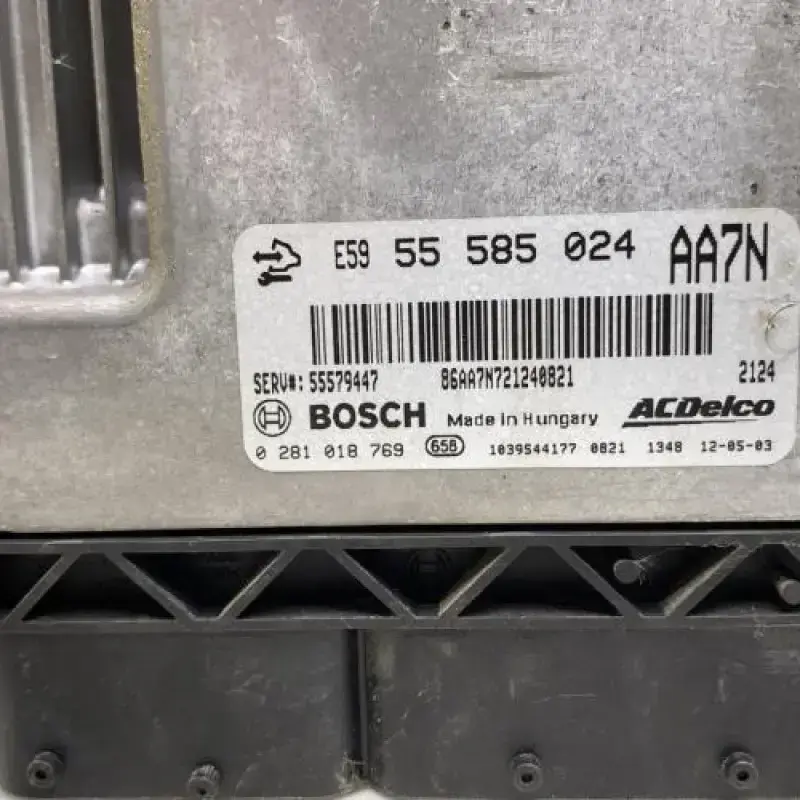 E59 55 585 024 AA7N
SERV#: 55579447 86AA7N721240821 2124
BOSCH Made in Hungary ACDelco
0 281 018 769 658 1039544177 0821 1348 12-05-03